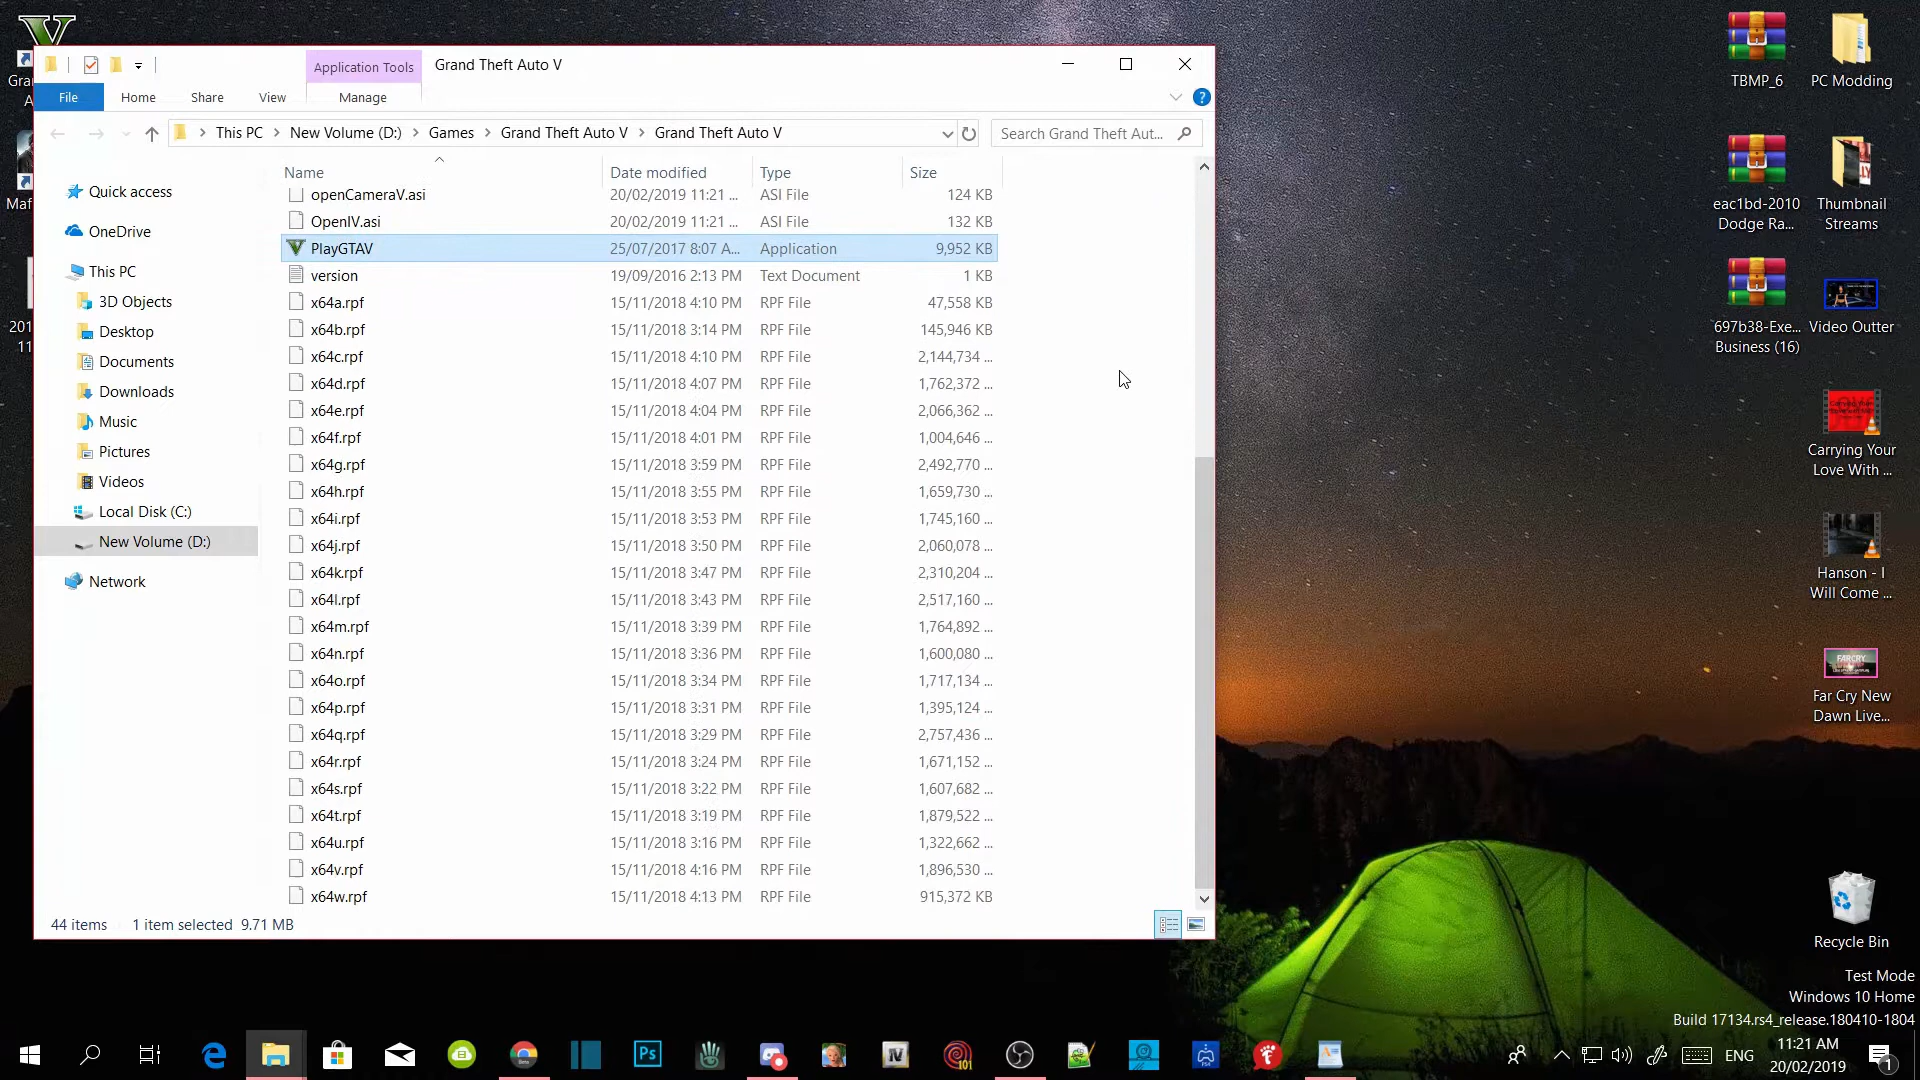 Application Tools
Grand Theft Auto V
File
Home
Share
View
Manage
This PC
New Volume (D:)
Games
Grand Theft Auto V
Grand Theft Auto V
Search Grand Theft Aut...
Quick access
OneDrive
This PC
3D Objects
Desktop
Documents
Downloads
Music
Pictures
Videos
Local Disk (C:)
New Volume (D:)
Network
Name Date modified Type Size
openCameraV.asi 20/02/2019 11:21 ... ASI File 124 KB
OpenIV.asi 20/02/2019 11:21 ... ASI File 132 KB
PlayGTAV 25/07/2017 8:07 A... Application 9,952 KB
version 19/09/2016 2:13 PM Text Document 1 KB
x64a.rpf 15/11/2018 4:10 PM RPF File 47,558 KB
x64b.rpf 15/11/2018 3:14 PM RPF File 145,946 KB
x64c.rpf 15/11/2018 4:10 PM RPF File 2,144,734 ...
x64d.rpf 15/11/2018 4:07 PM RPF File 1,762,372 ...
x64e.rpf 15/11/2018 4:04 PM RPF File 2,066,362 ...
x64f.rpf 15/11/2018 4:01 PM RPF File 1,004,646 ...
x64g.rpf 15/11/2018 3:59 PM RPF File 2,492,770 ...
x64h.rpf 15/11/2018 3:55 PM RPF File 1,659,730 ...
x64i.rpf 15/11/2018 3:53 PM RPF File 1,745,160 ...
x64j.rpf 15/11/2018 3:50 PM RPF File 2,060,078 ...
x64k.rpf 15/11/2018 3:47 PM RPF File 2,310,204 ...
x64l.rpf 15/11/2018 3:43 PM RPF File 2,517,160 ...
x64m.rpf 15/11/2018 3:39 PM RPF File 1,764,892 ...
x64n.rpf 15/11/2018 3:36 PM RPF File 1,600,080 ...
x64o.rpf 15/11/2018 3:34 PM RPF File 1,717,134 ...
x64p.rpf 15/11/2018 3:31 PM RPF File 1,395,124 ...
x64q.rpf 15/11/2018 3:29 PM RPF File 2,757,436 ...
x64r.rpf 15/11/2018 3:24 PM RPF File 1,671,152 ...
x64s.rpf 15/11/2018 3:22 PM RPF File 1,607,682 ...
x64t.rpf 15/11/2018 3:19 PM RPF File 1,879,522 ...
x64u.rpf 15/11/2018 3:16 PM RPF File 1,322,662 ...
x64v.rpf 15/11/2018 4:16 PM RPF File 1,896,530 ...
x64w.rpf 15/11/2018 4:13 PM RPF File 915,372 KB
44 items 1 item selected 9.71 MB
Gra
A
Maf
201
11
TBMP_6
PC Modding
eac1bd-2010
Dodge Ra...
Thumbnail
Streams
697b38-Exe...
Business (16)
Video Outter
Carrying Your
Love With ...
Hanson - I
Will Come ...
FARCRY
Far Cry New
Dawn Live...
Recycle Bin
Test Mode
Windows 10 Home
Build 17134.rs4_release.180410-1804
Ps
IV
101
ENG
11:21 AM
20/02/2019
1